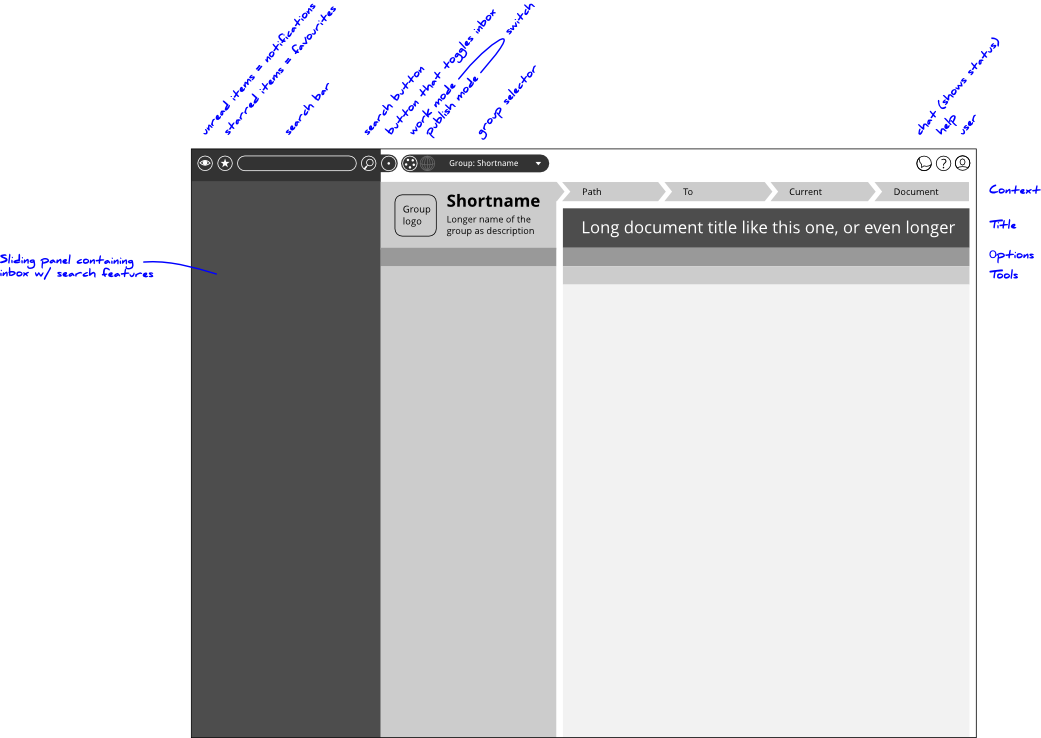 unread items = notifications
starred items = favourites
search bar
search button
button that toggles inbox
work mode
publish mode
switch
group selector
chat (shows status)
help
user
?
Group: Shortname
Group
logo
Shortname
Longer name of the
group as description
Path
To
Current
Document
Context
Long document title like this one, or even longer
Title
Options
Tools
Sliding panel containing
inbox w/ search features